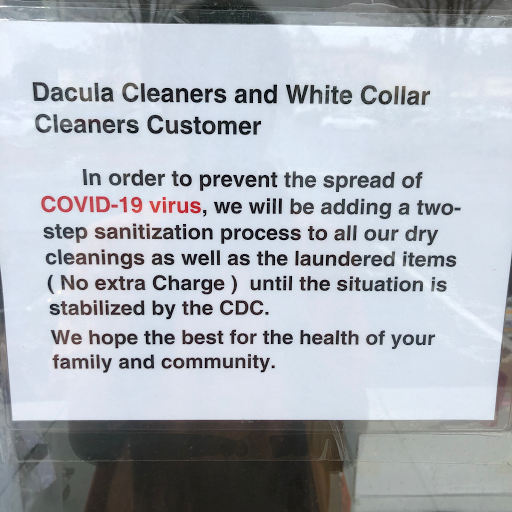 Dacula Cleaners and White Collar
Cleaners Customer
In order to prevent the spread of
COVID-19 virus, we will be adding a two-
step sanitization process to all our dry
cleanings as well as the laundered items
( No extra Charge ) until the situation is
stabilized by the CDC.
We hope the best for the health of your
family and community.